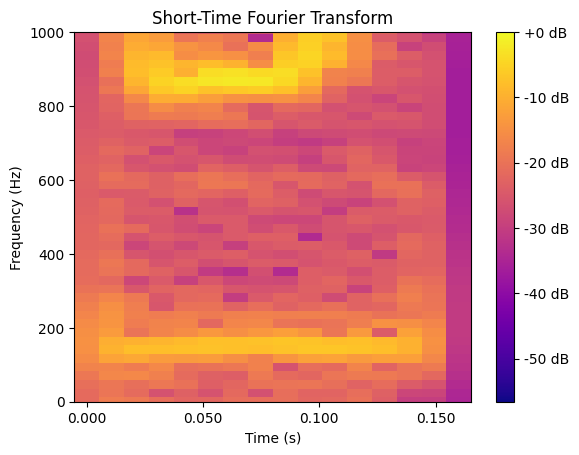 Short-Time Fourier Transform
1000
800
600
400
200
0
Frequency (Hz)
0.000
0.050
0.100
0.150
Time (s)
+0 dB
-10 dB
-20 dB
-30 dB
-40 dB
-50 dB